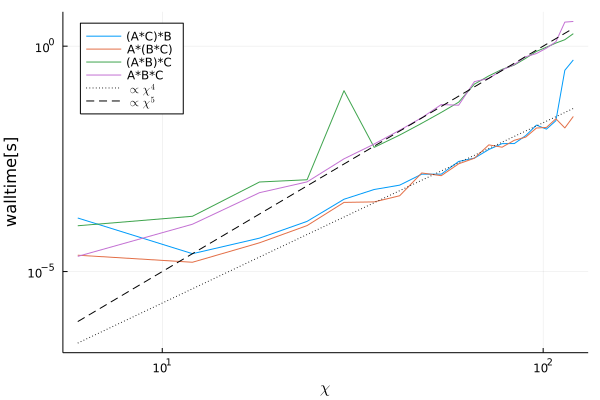 (A*C)*B
A*(B*C)
(A*B)*C
A*B*C
∝ χ⁴
∝ χ⁵
10⁰
10⁻⁵
walltime[s]
10¹
10²
χ